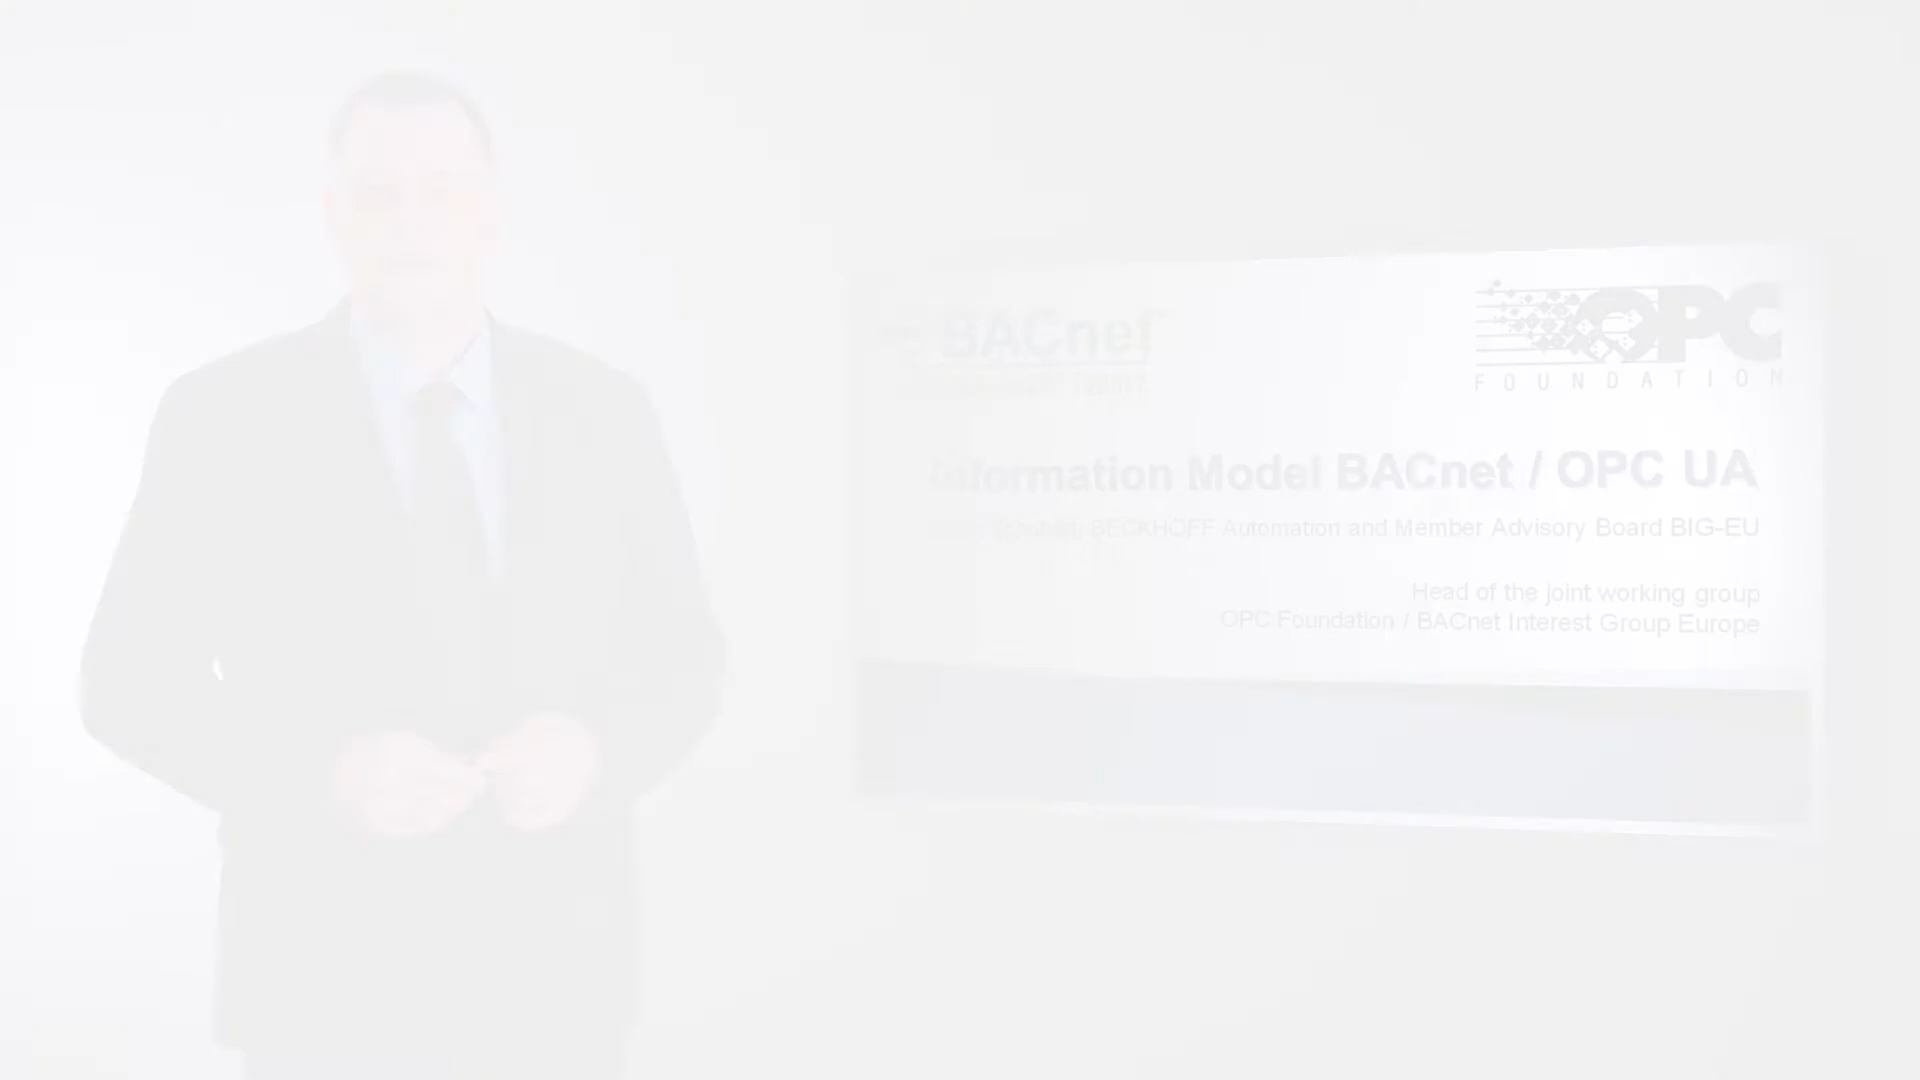 BACnet
OPC
FOUNDATION
Information Model BACnet / OPC UA
BECKHOFF Automation and Member Advisory Board BIG-EU
Head of the joint working group
OPC Foundation / BACnet Interest Group Europe